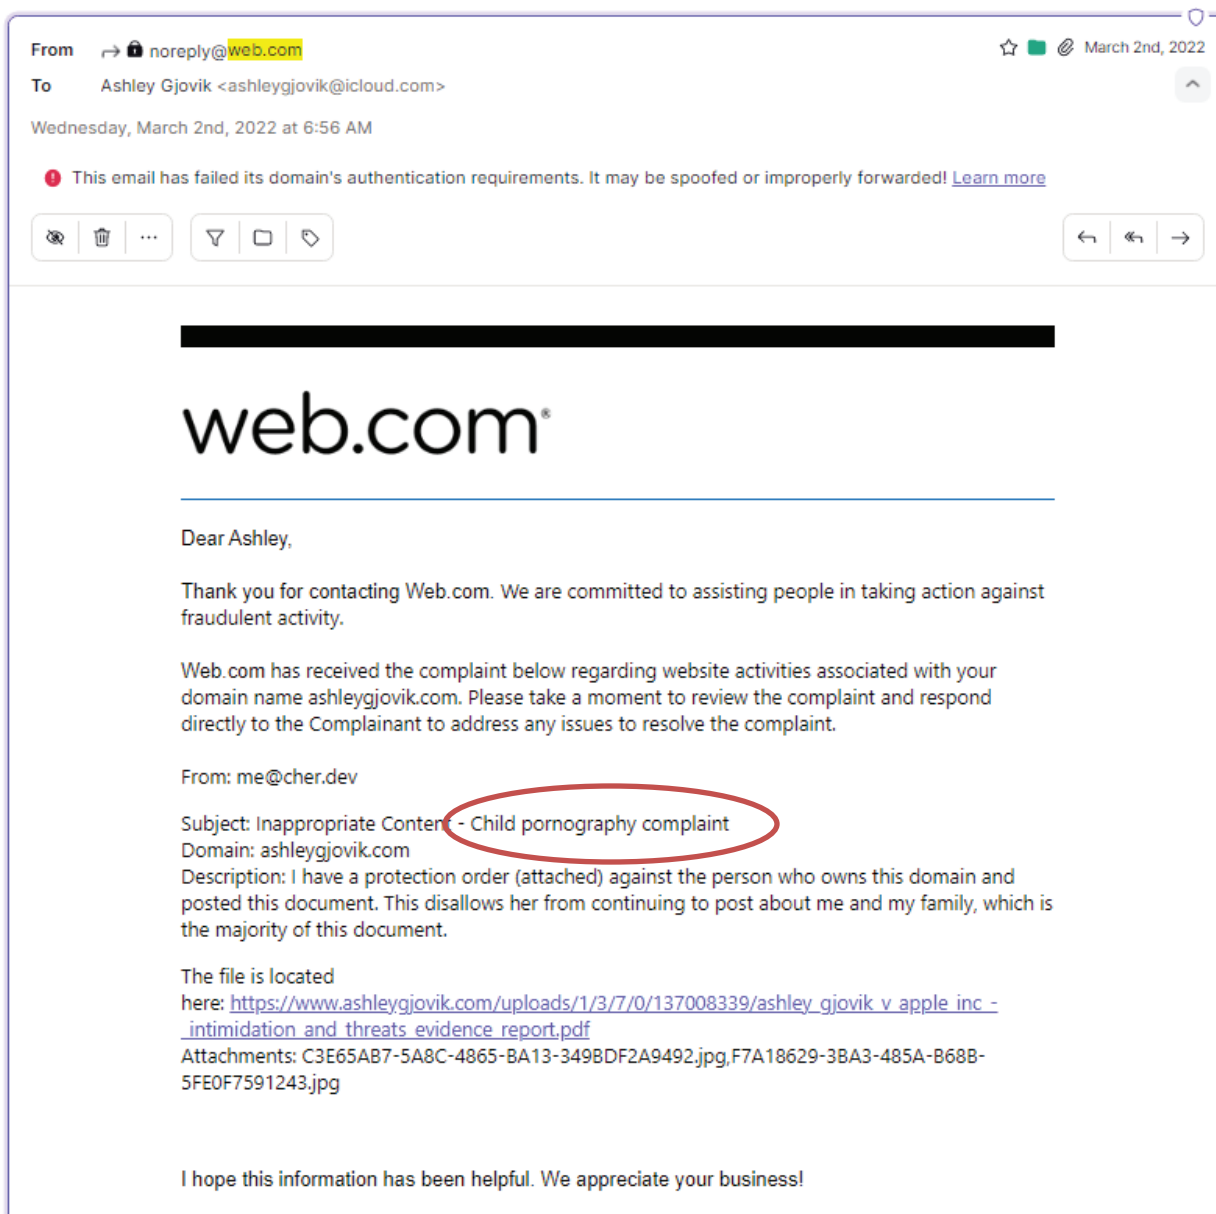 From noreply@web.com March 2nd, 2022
To Ashley Gjovik <ashleygjovik@icloud.com>
Wednesday, March 2nd, 2022 at 6:56 AM
This email has failed its domain's authentication requirements. It may be spoofed or improperly forwarded! Learn more
web.com®
Dear Ashley,
Thank you for contacting Web.com. We are committed to assisting people in taking action against
fraudulent activity.
Web.com has received the complaint below regarding website activities associated with your
domain name ashleygjovik.com. Please take a moment to review the complaint and respond
directly to the Complainant to address any issues to resolve the complaint.
From: me@cher.dev
Subject: Inappropriate Content - Child pornography complaint
Domain: ashleygjovik.com
Description: I have a protection order (attached) against the person who owns this domain and
posted this document. This disallows her from continuing to post about me and my family, which is
the majority of this document.
The file is located
here: https://www.ashleygjovik.com/uploads/1/3/7/0/137008339/ashley_gjovik_v_apple_inc_-
_intimidation_and_threats_evidence_report.pdf
Attachments: C3E65AB7-5A8C-4865-BA13-349BDF2A9492.jpg,F7A18629-3BA3-485A-B68B-
5FE0F7591243.jpg
I hope this information has been helpful. We appreciate your business!